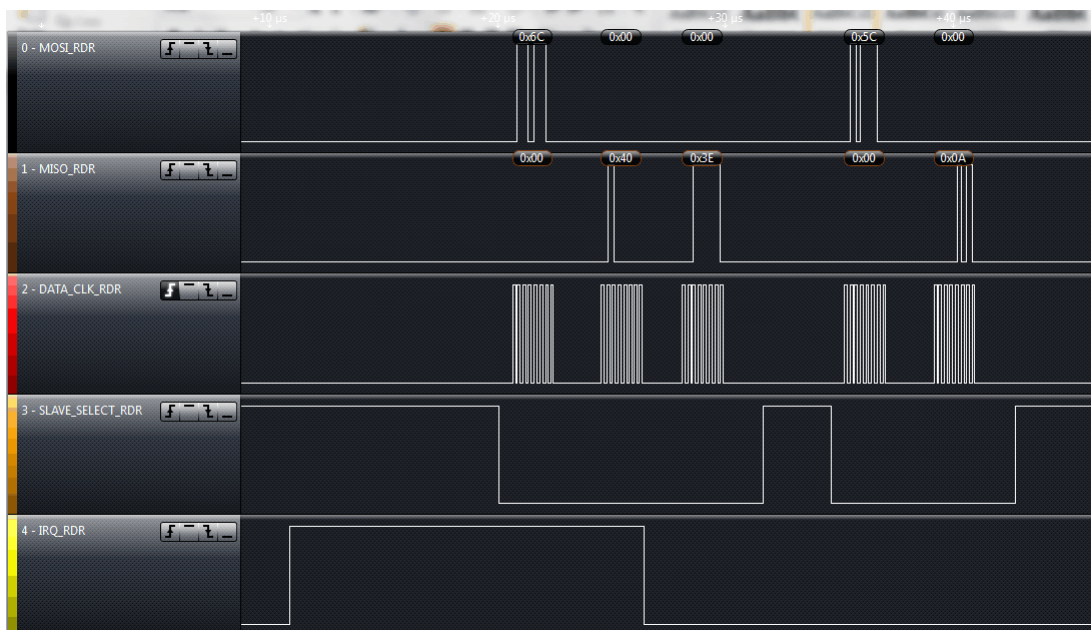 +10 µs +20 µs +30 µs +40 µs
0 - MOSI_RDR 0x6C 0x00 0x00 0x5C 0x00
1 - MISO_RDR 0x00 0x40 0x3E 0x00 0x0A
2 - DATA_CLK_RDR
3 - SLAVE_SELECT_RDR
4 - IRQ_RDR